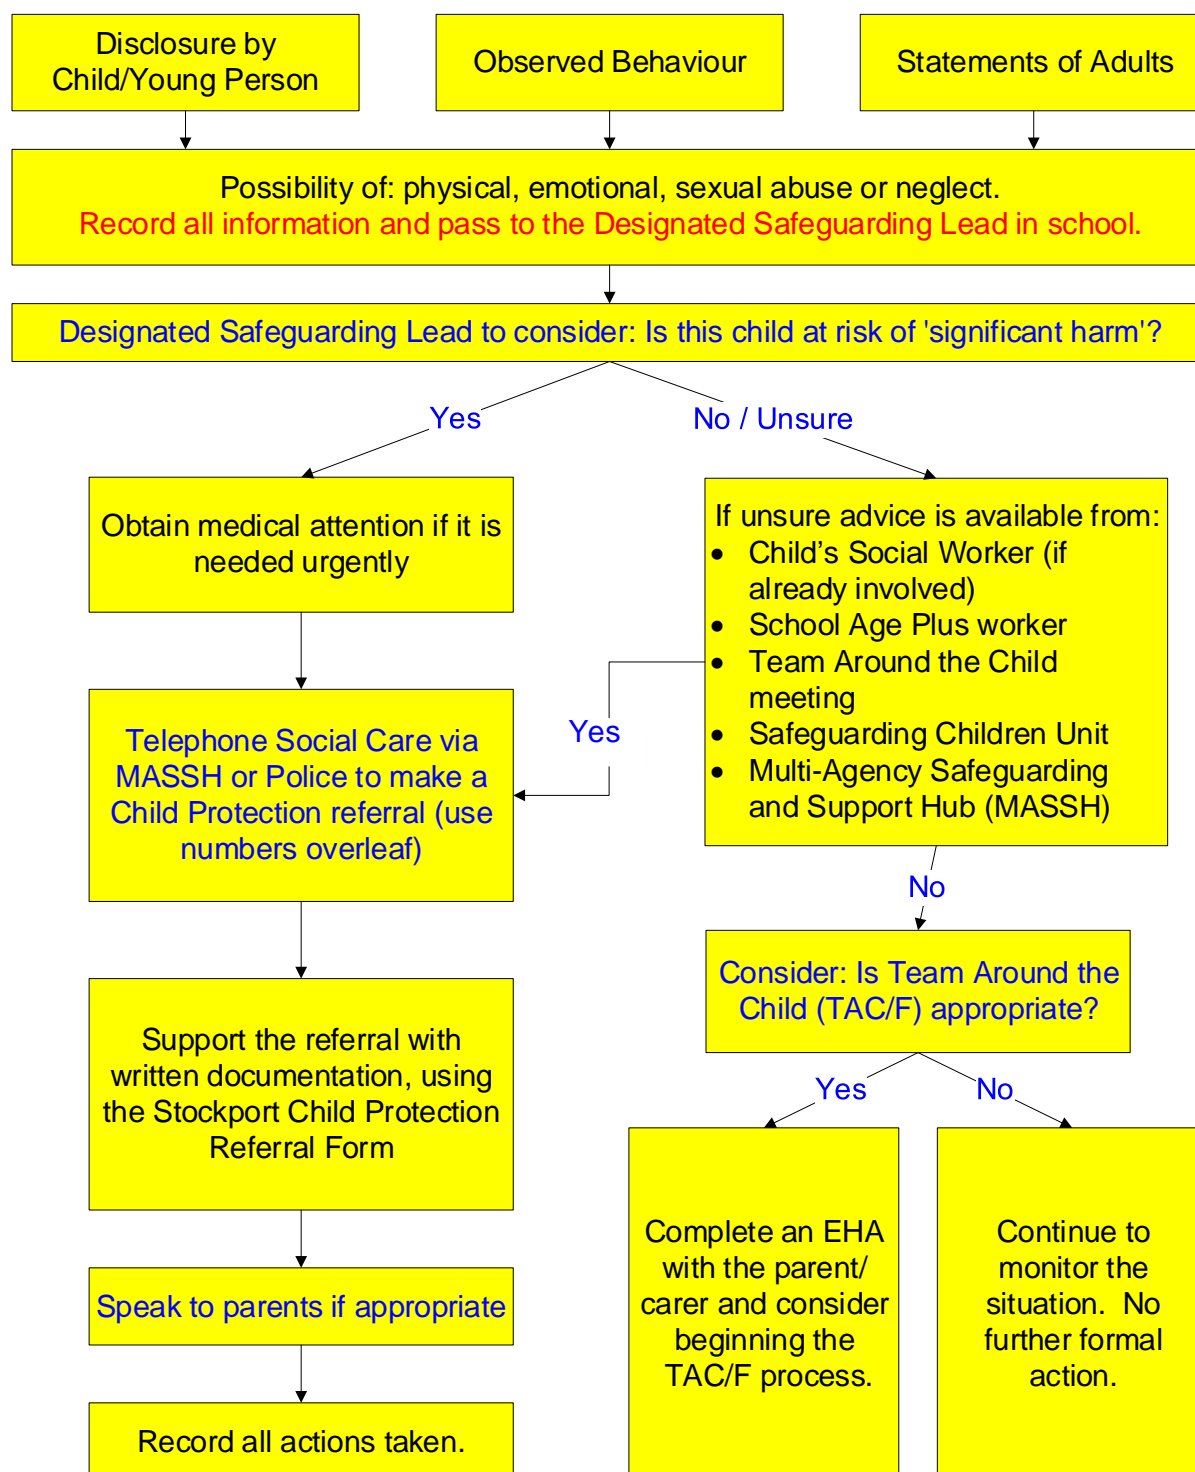 Disclosure by
Child/Young Person
Observed Behaviour
Statements of Adults
Possibility of: physical, emotional, sexual abuse or neglect.
Record all information and pass to the Designated Safeguarding Lead in school.
Designated Safeguarding Lead to consider: Is this child at risk of 'significant harm'?
Yes
No / Unsure
Obtain medical attention if it is
needed urgently
If unsure advice is available from:
• Child’s Social Worker (if
already involved)
• School Age Plus worker
• Team Around the Child
meeting
• Safeguarding Children Unit
• Multi-Agency Safeguarding
and Support Hub (MASSH)
Yes
Telephone Social Care via
MASSH or Police to make a
Child Protection referral (use
numbers overleaf)
No
Consider: Is Team Around the
Child (TAC/F) appropriate?
Support the referral with
written documentation, using
the Stockport Child Protection
Referral Form
Yes
No
Complete an EHA
with the parent/
carer and consider
beginning the
TAC/F process.
Continue to
monitor the
situation.  No
further formal
action.
Speak to parents if appropriate
Record all actions taken.